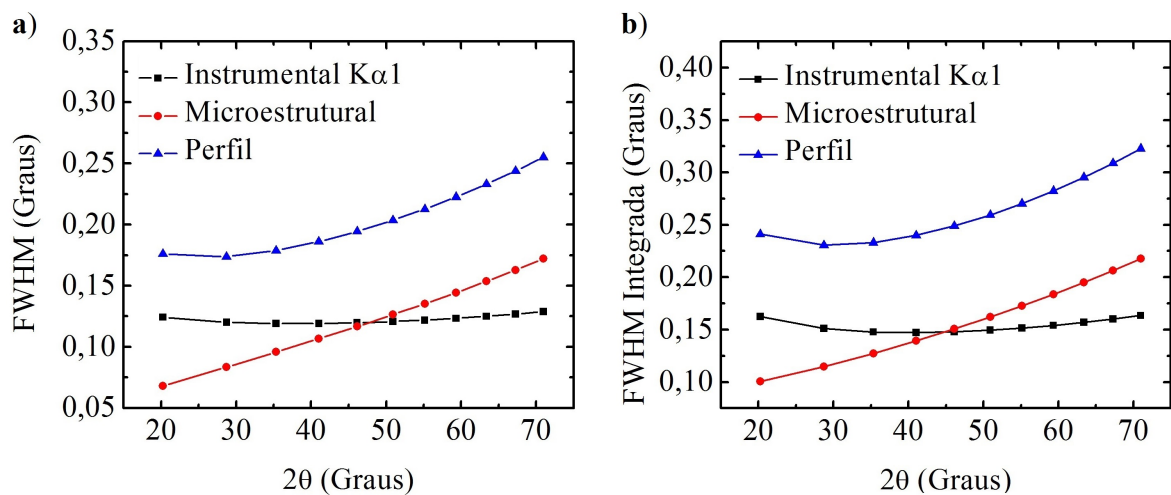 a)
0,35
0,30
0,25
0,20
0,15
0,10
0,05
FWHM (Graus)
Instrumental Kα1
Microestrutural
Perfil
20 30 40 50 60 70
2θ (Graus)
b)
0,40
0,35
0,30
0,25
0,20
0,15
0,10
FWHM Integrada (Graus)
Instrumental Kα1
Microestrutural
Perfil
20 30 40 50 60 70
2θ (Graus)